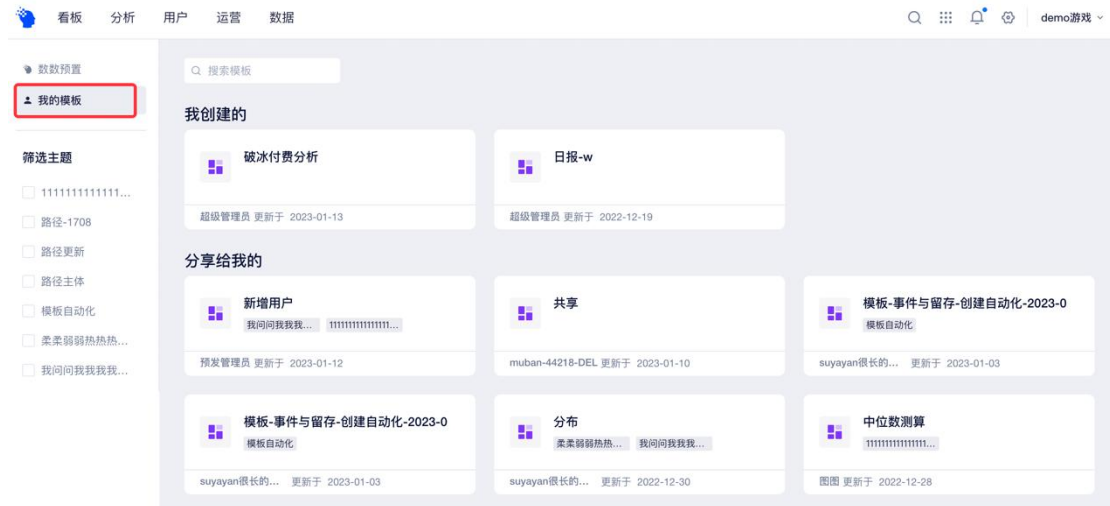 看板 分析 用户 运营 数据 demo游戏
数数预置
我的模板
筛选主题
1111111111111...
路径-1708
路径更新
路径主体
模板自动化
柔柔弱弱热热热...
我问问我我我我...
搜索模板
我创建的
破冰付费分析
超级管理员 更新于 2023-01-13
日报-w
超级管理员 更新于 2022-12-19
分享给我的
新增用户
我问问我我我... 11111111111111111...
预发管理员 更新于 2023-01-12
共享
muban-44218-DEL 更新于 2023-01-10
模板-事件与留存-创建自动化-2023-0
模板自动化
suyayan很长的... 更新于 2023-01-03
模板-事件与留存-创建自动化-2023-0
模板自动化
suyayan很长的... 更新于 2023-01-03
分布
柔柔弱弱热热... 我问问我我我...
suyayan很长的... 更新于 2022-12-30
中位数测算
11111111111111111...
图图 更新于 2022-12-28